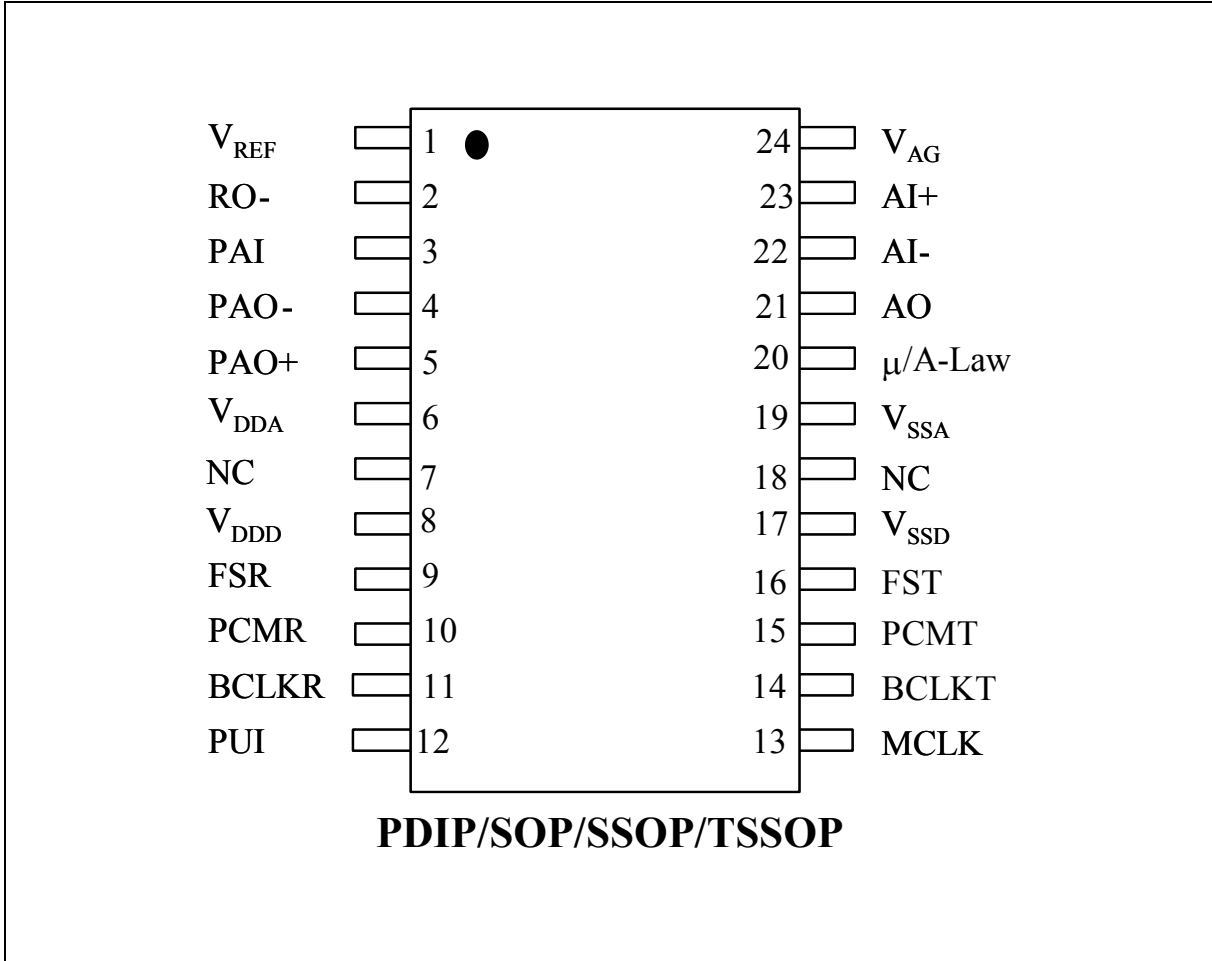 V_REF 1 24 V_AG
RO- 2 23 AI+
PAI 3 22 AI-
PAO- 4 21 AO
PAO+ 5 20 μ/A-Law
V_DDA 6 19 V_SSA
NC 7 18 NC
V_DDD 8 17 V_SSD
FSR 9 16 FST
PCMR 10 15 PCMT
BCLKR 11 14 BCLKT
PUI 12 13 MCLK
PDIP/SOP/SSOP/TSSOP